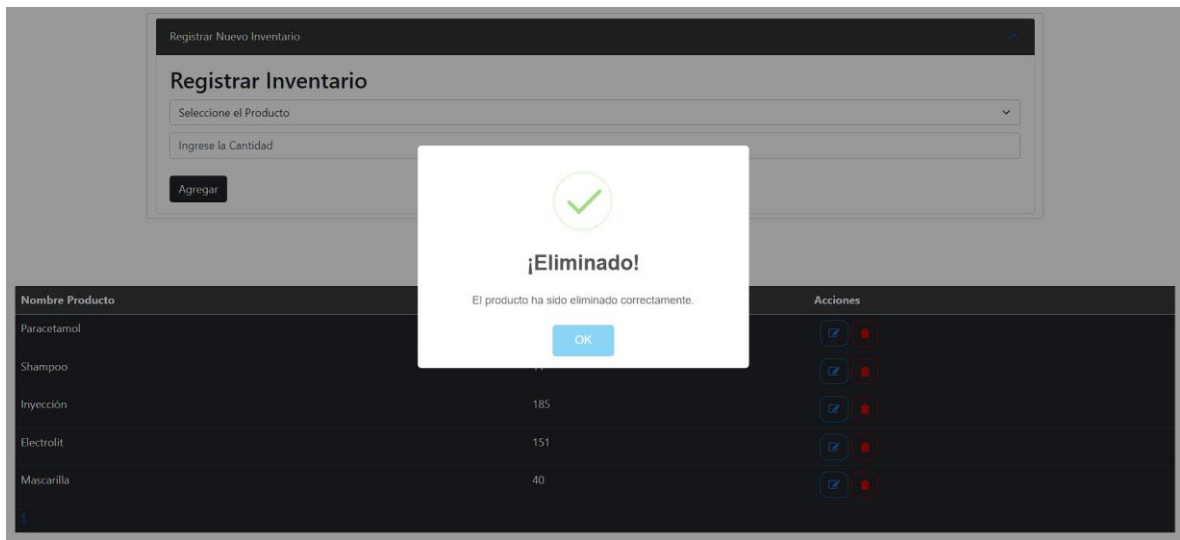 Registrar Nuevo Inventario
Registrar Inventario
Seleccione el Producto
Ingrese la Cantidad
Agregar
¡Eliminado!
El producto ha sido eliminado correctamente.
OK
Nombre Producto Acciones
Paracetamol
Shampoo
Inyección 185
Electrolit 151
Mascarilla 40
1